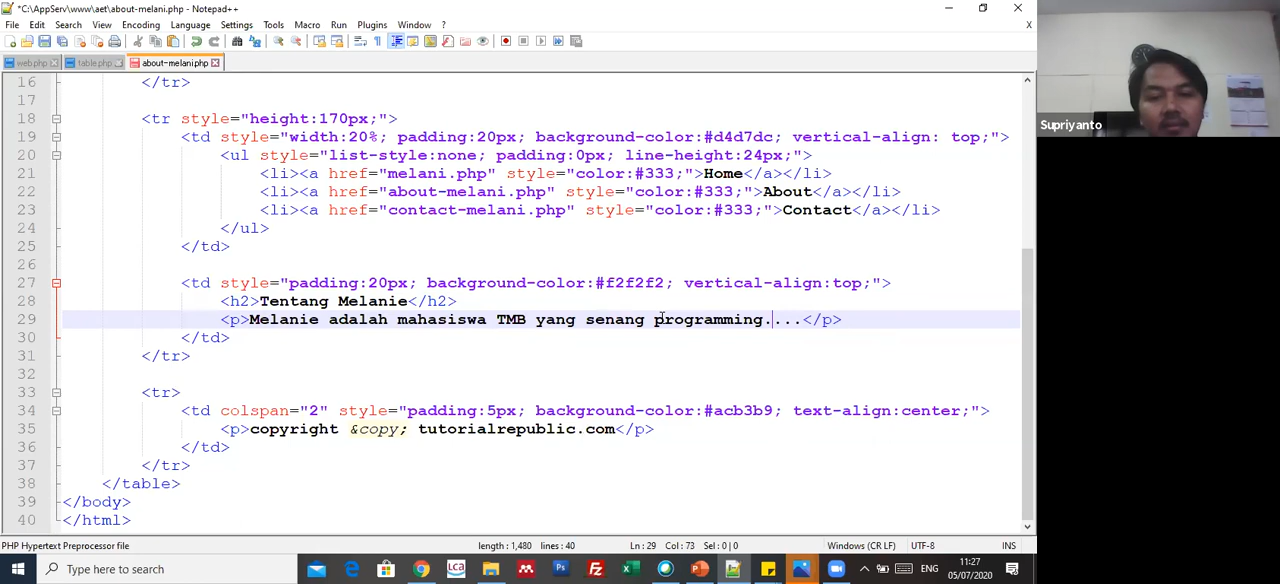 *C:\AppServ\www\aet\about-melani.php - Notepad++
File Edit Search View Encoding Language Settings Tools Macro Run Plugins Window ?
web.php table.php about-melani.php
16 </tr>
17
18 <tr style="height:170px;">
19 <td style="width:20%; padding:20px; background-color:#d4d7dc; vertical-align: top;">
20 <ul style="list-style:none; padding:0px; line-height:24px;">
21 <li><a href="melani.php" style="color:#333;">Home</a></li>
22 <li><a href="about-melani.php" style="color:#333;">About</a></li>
23 <li><a href="contact-melani.php" style="color:#333;">Contact</a></li>
24 </ul>
25 </td>
26
27 <td style="padding:20px; background-color:#f2f2f2; vertical-align:top;">
28 <h2>Tentang Melanie</h2>
29 <p>Melanie adalah mahasiswa TMB yang senang programming....</p>
30 </td>
31 </tr>
32
33 <tr>
34 <td colspan="2" style="padding:5px; background-color:#acb3b9; text-align:center;">
35 <p>copyright &copy; tutorialrepublic.com</p>
36 </td>
37 </tr>
38 </table>
39 </body>
40 </html>
PHP Hypertext Preprocessor file length : 1,480 lines : 40 Ln : 29 Col : 73 Sel : 0 | 0 Windows (CR LF) UTF-8 INS
Type here to search
LCA
Ps
Fz
ENG
11:27
05/07/2020
Supriyanto